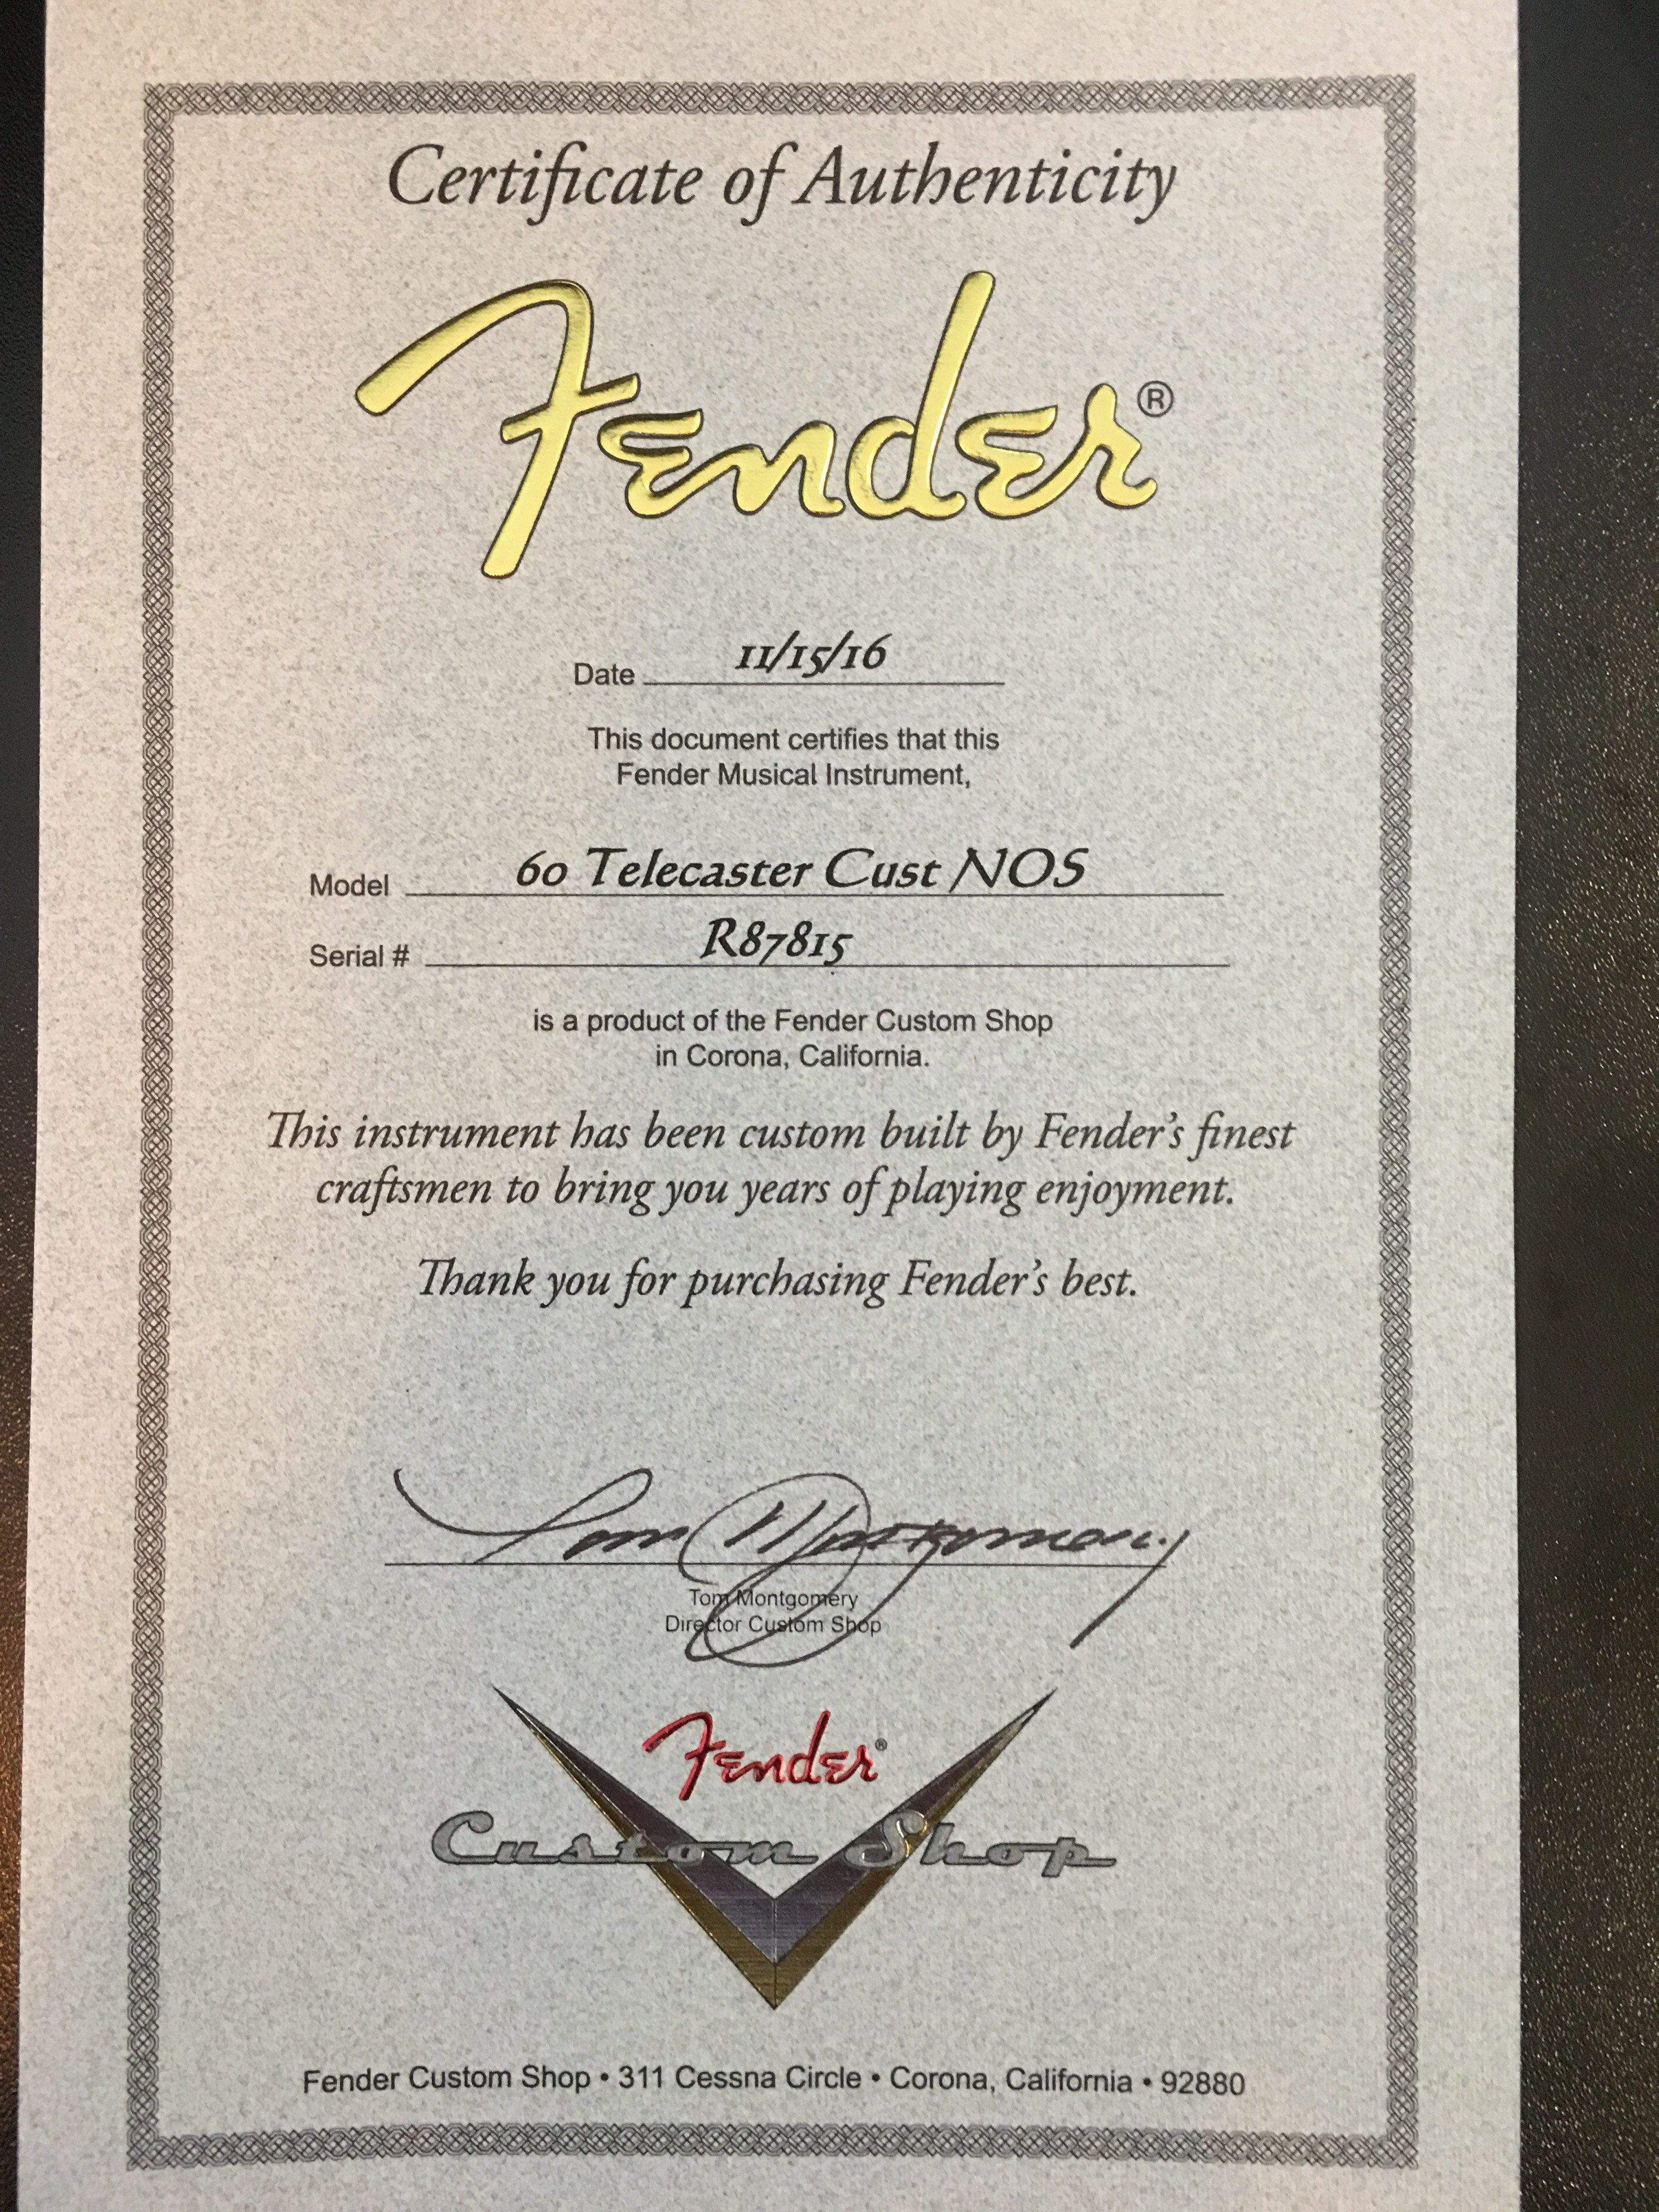 Certificate of Authenticity
Fender®
Date 11/15/16
This document certifies that this
Fender Musical Instrument,
Model 60 Telecaster Cust NOS
Serial # R87815
is a product of the Fender Custom Shop
in Corona, California.
This instrument has been custom built by Fender's finest
craftsmen to bring you years of playing enjoyment.
Thank you for purchasing Fender's best.
Tom Montgomery
Tom Montgomery
Director Custom Shop
Fender®
Custom Shop
Fender Custom Shop • 311 Cessna Circle • Corona, California • 92880